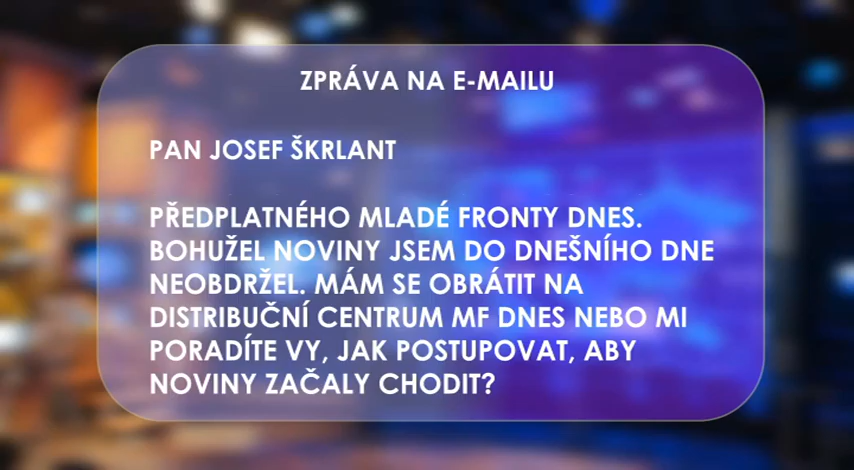 ZPRÁVA NA E-MAILU
PAN JOSEF ŠKRLANT
PŘEDPLATNÉHO MLADÉ FRONTY DNES.
BOHUŽEL NOVINY JSEM DO DNEŠNÍHO DNE
NEOBDRŽEL. MÁM SE OBRÁTIT NA
DISTRIBUČNÍ CENTRUM MF DNES NEBO MI
PORADÍTE VY, JAK POSTUPOVAT, ABY
NOVINY ZAČALY CHODIT?